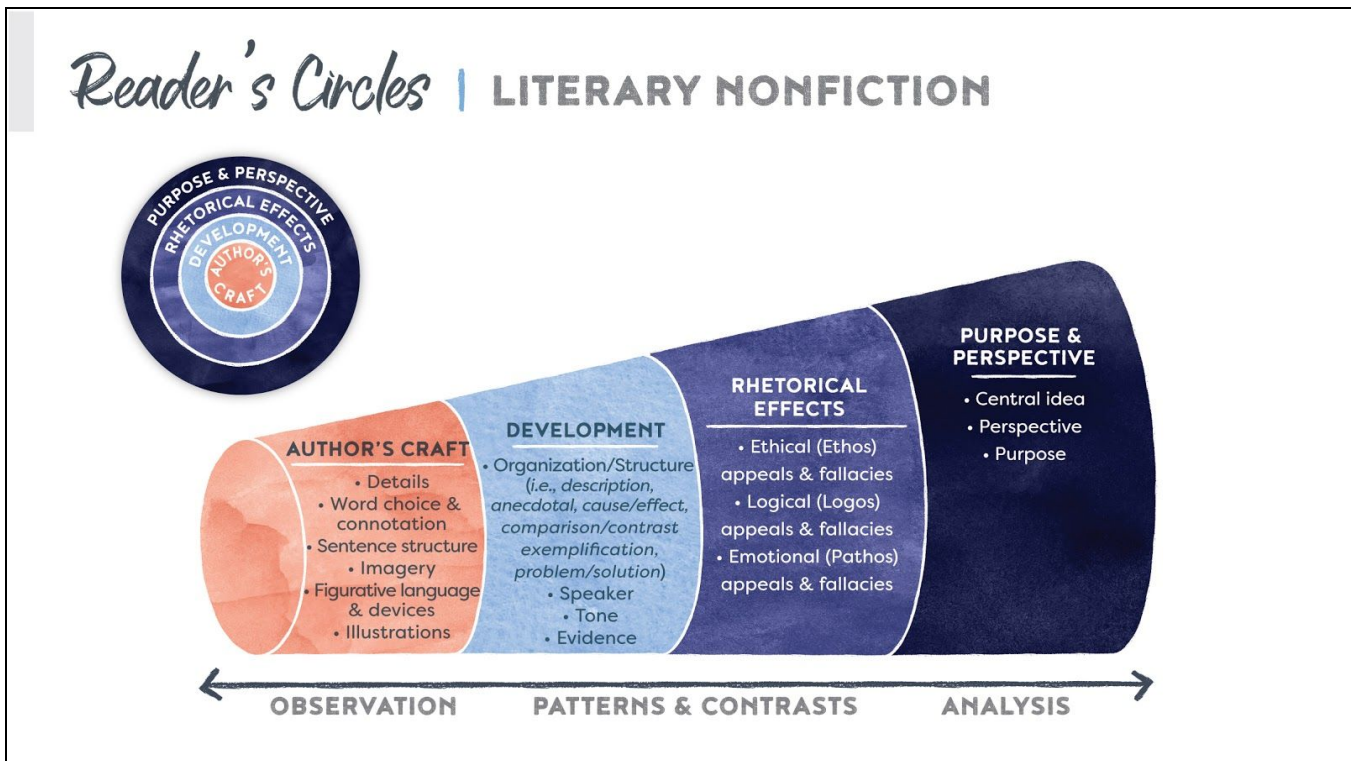 Reader's Circles | LITERARY NONFICTION
PURPOSE & PERSPECTIVE
RHETORICAL EFFECTS
DEVELOPMENT
AUTHOR'S
CRAFT
AUTHOR'S CRAFT
• Details
• Word choice &
connotation
• Sentence structure
• Imagery
• Figurative language
& devices
• Illustrations
DEVELOPMENT
• Organization/Structure
(i.e., description,
anecdotal, cause/effect,
comparison/contrast
exemplification,
problem/solution)
• Speaker
• Tone
• Evidence
RHETORICAL
EFFECTS
• Ethical (Ethos)
appeals & fallacies
• Logical (Logos)
appeals & fallacies
• Emotional (Pathos)
appeals & fallacies
PURPOSE &
PERSPECTIVE
• Central idea
• Perspective
• Purpose
OBSERVATION
PATTERNS & CONTRASTS
ANALYSIS